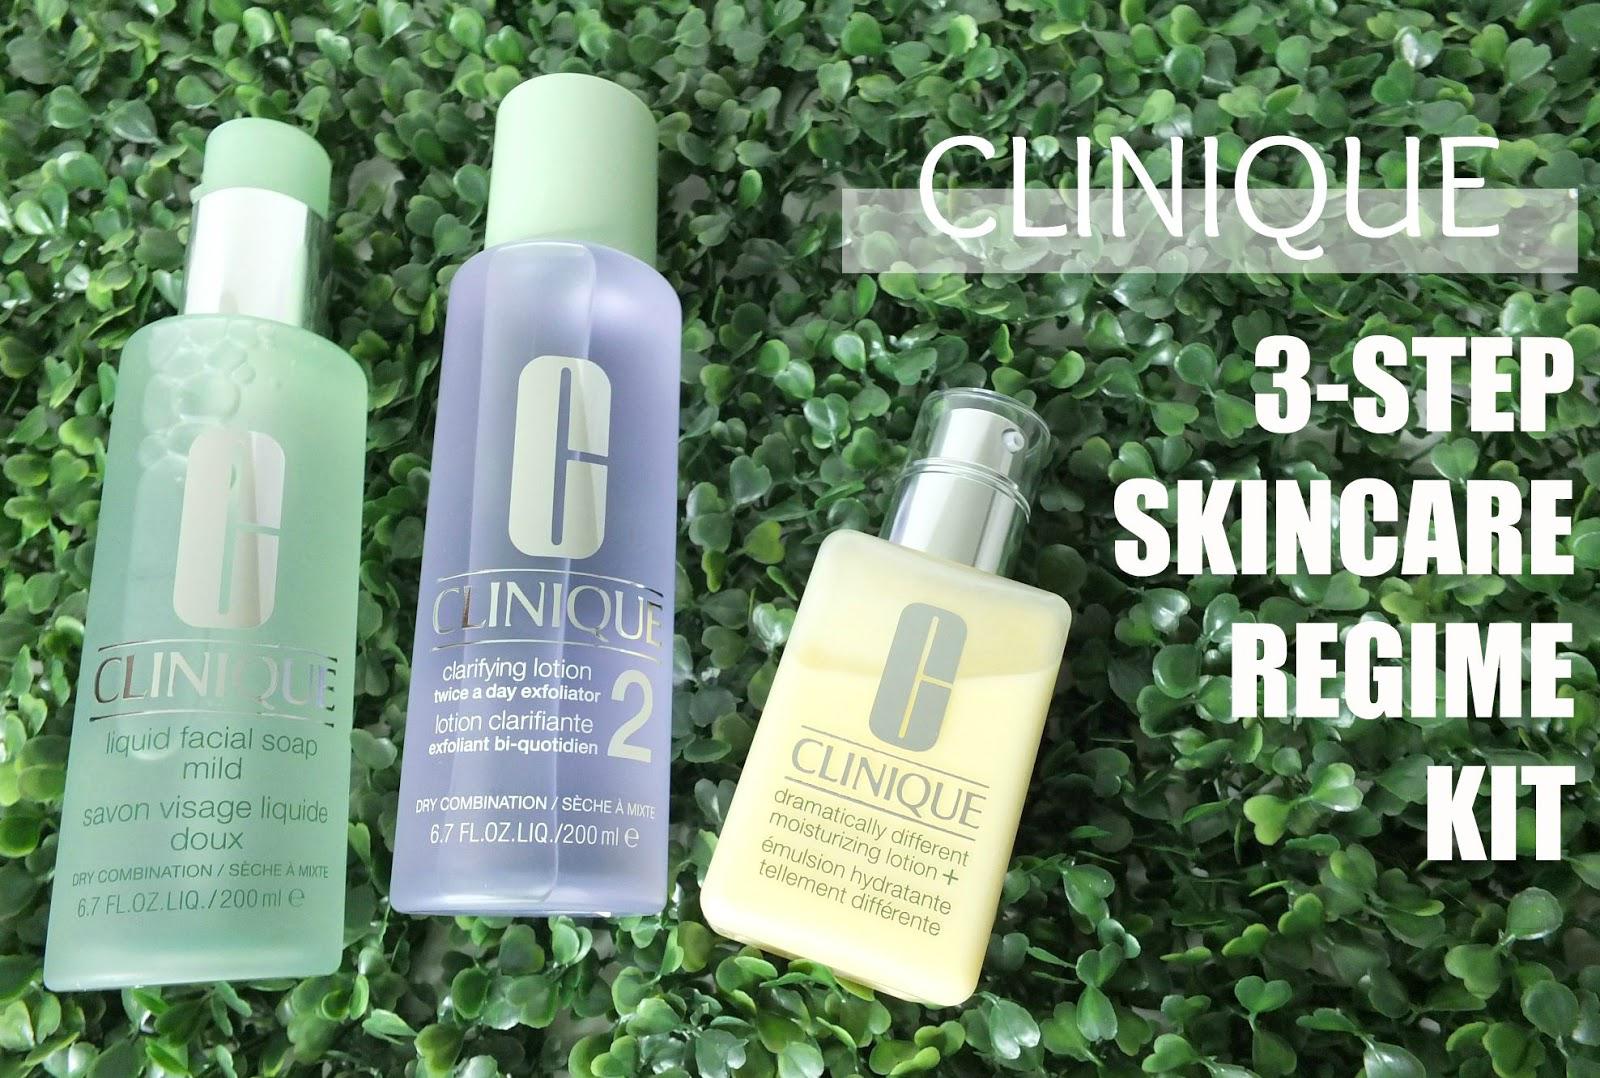 CLINIQUE
liquid facial soap
mild
savon visage liquide
doux
DRY COMBINATION / SÈCHE À MIXTE
6.7 FL.OZ.LIQ./200 ml ℮
C
CLINIQUE
clarifying lotion
twice a day exfoliator
lotion clarifiante
exfoliant bi-quotidien
2
DRY COMBINATION / SÈCHE À MIXTE
6.7 FL.OZ.LIQ./200 ml ℮
C
CLINIQUE
dramatically different
moisturizing lotion +
émulsion hydratante
tellement différente
C
CLINIQUE
3-STEP
SKINCARE
REGIME
KIT